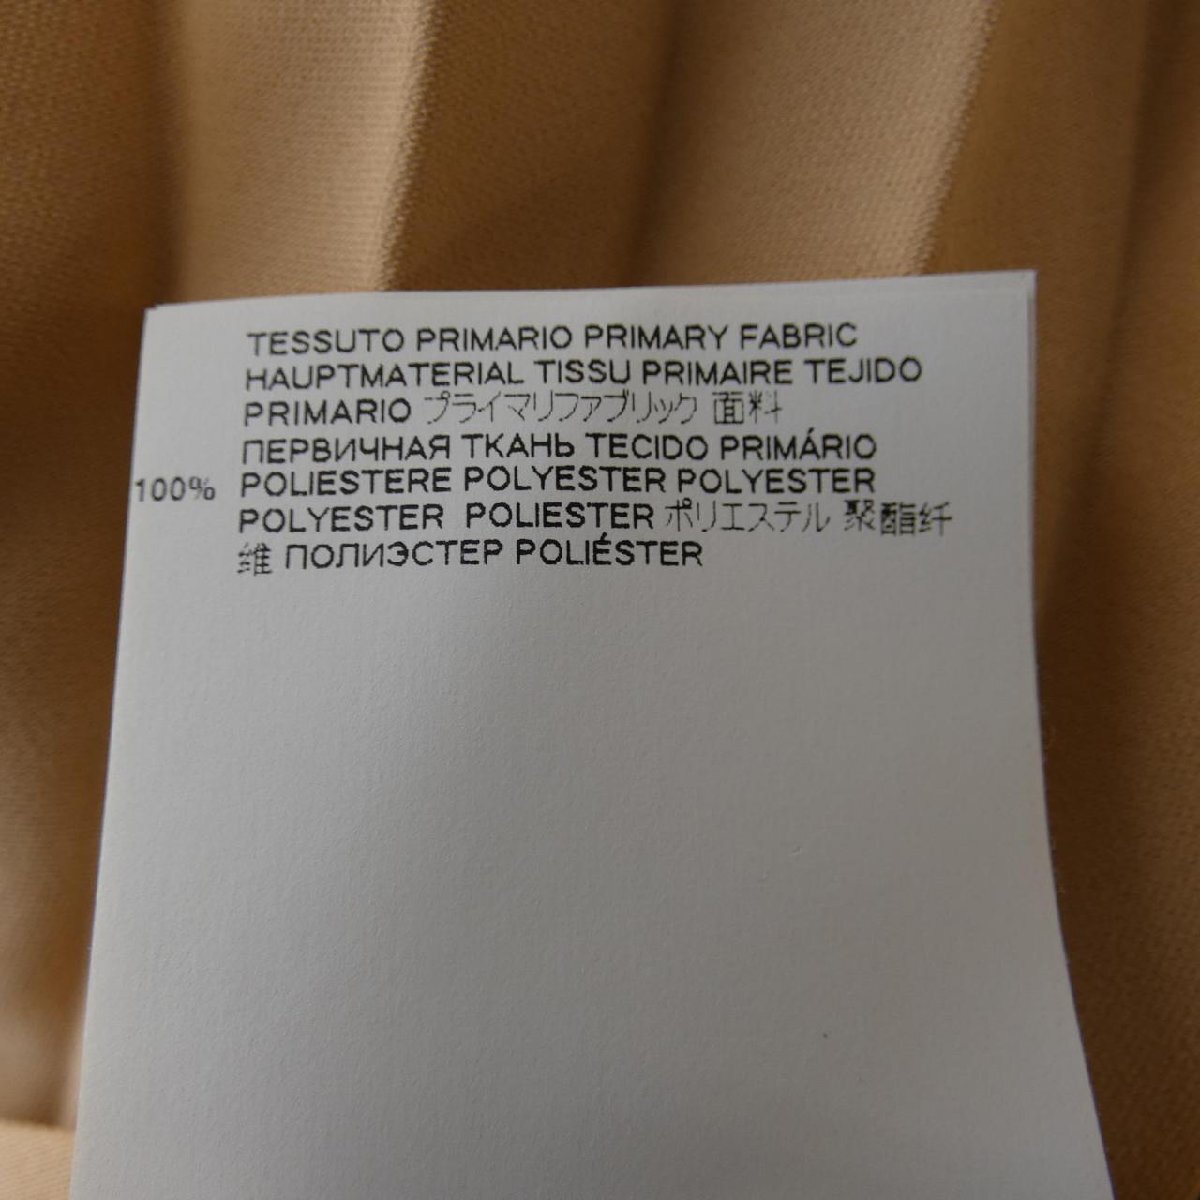 TESSUTO PRIMARIO PRIMARY FABRIC
HAUPTMATERIAL TISSU PRIMAIRE TEJIDO
PRIMARIO プライマリファブリック 面料
ПЕРВИЧНАЯ ТКАНЬ TECIDO PRIMÁRIO
100% POLIESTERE POLYESTER POLYESTER
POLYESTER POLIESTER ポリエステル 聚酯纤
维 ПОЛИЭСТЕР POLIÉSTER